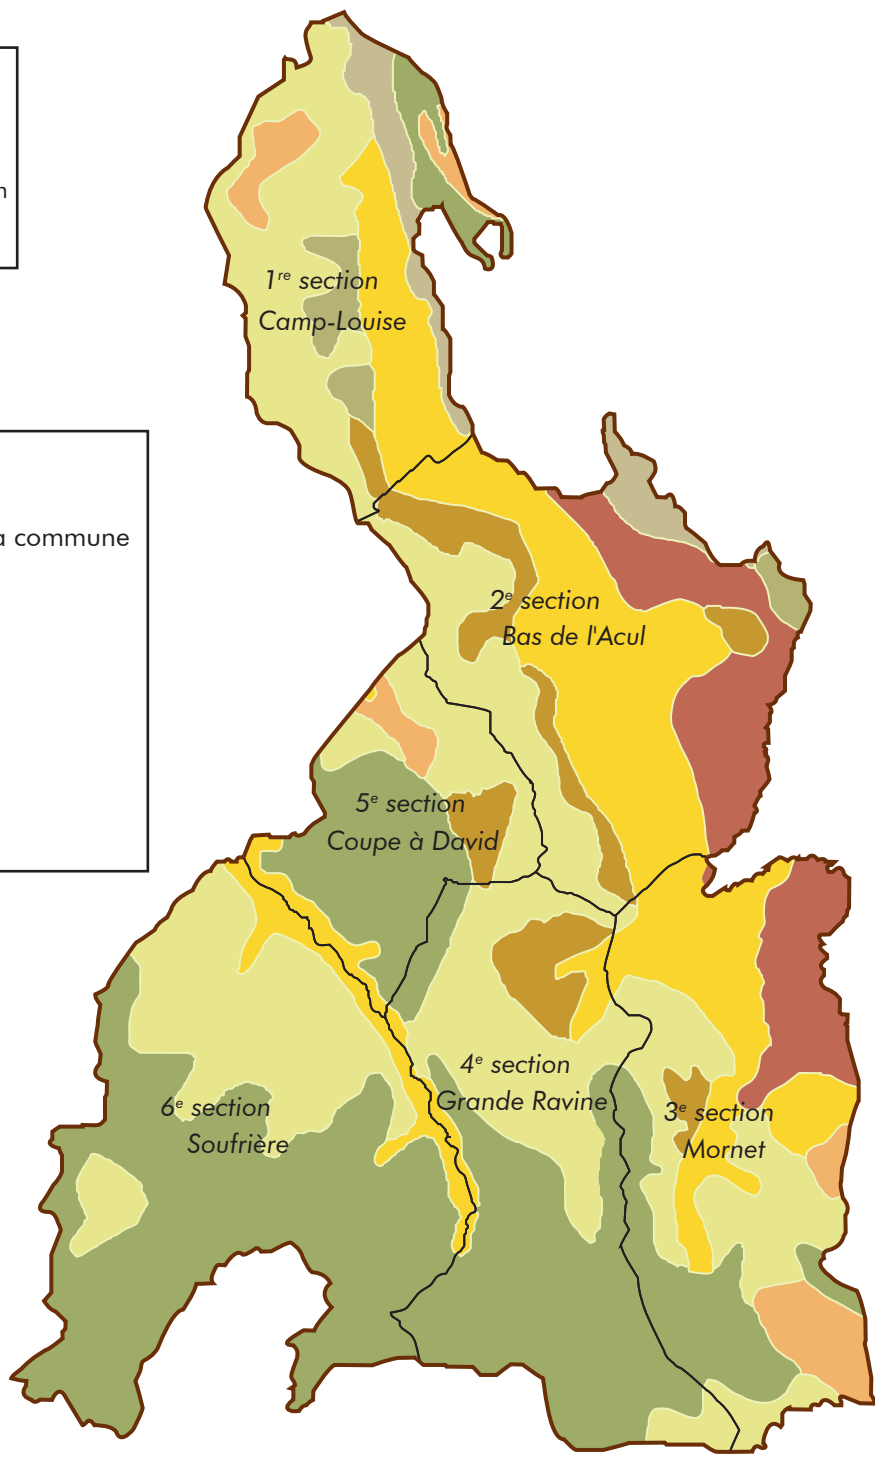 n
a commune
1re section
Camp-Louise
2e section
Bas de l'Acul
5e section
Coupe à David
4e section
Grande Ravine
3e section
Mornet
6e section
Soufrière